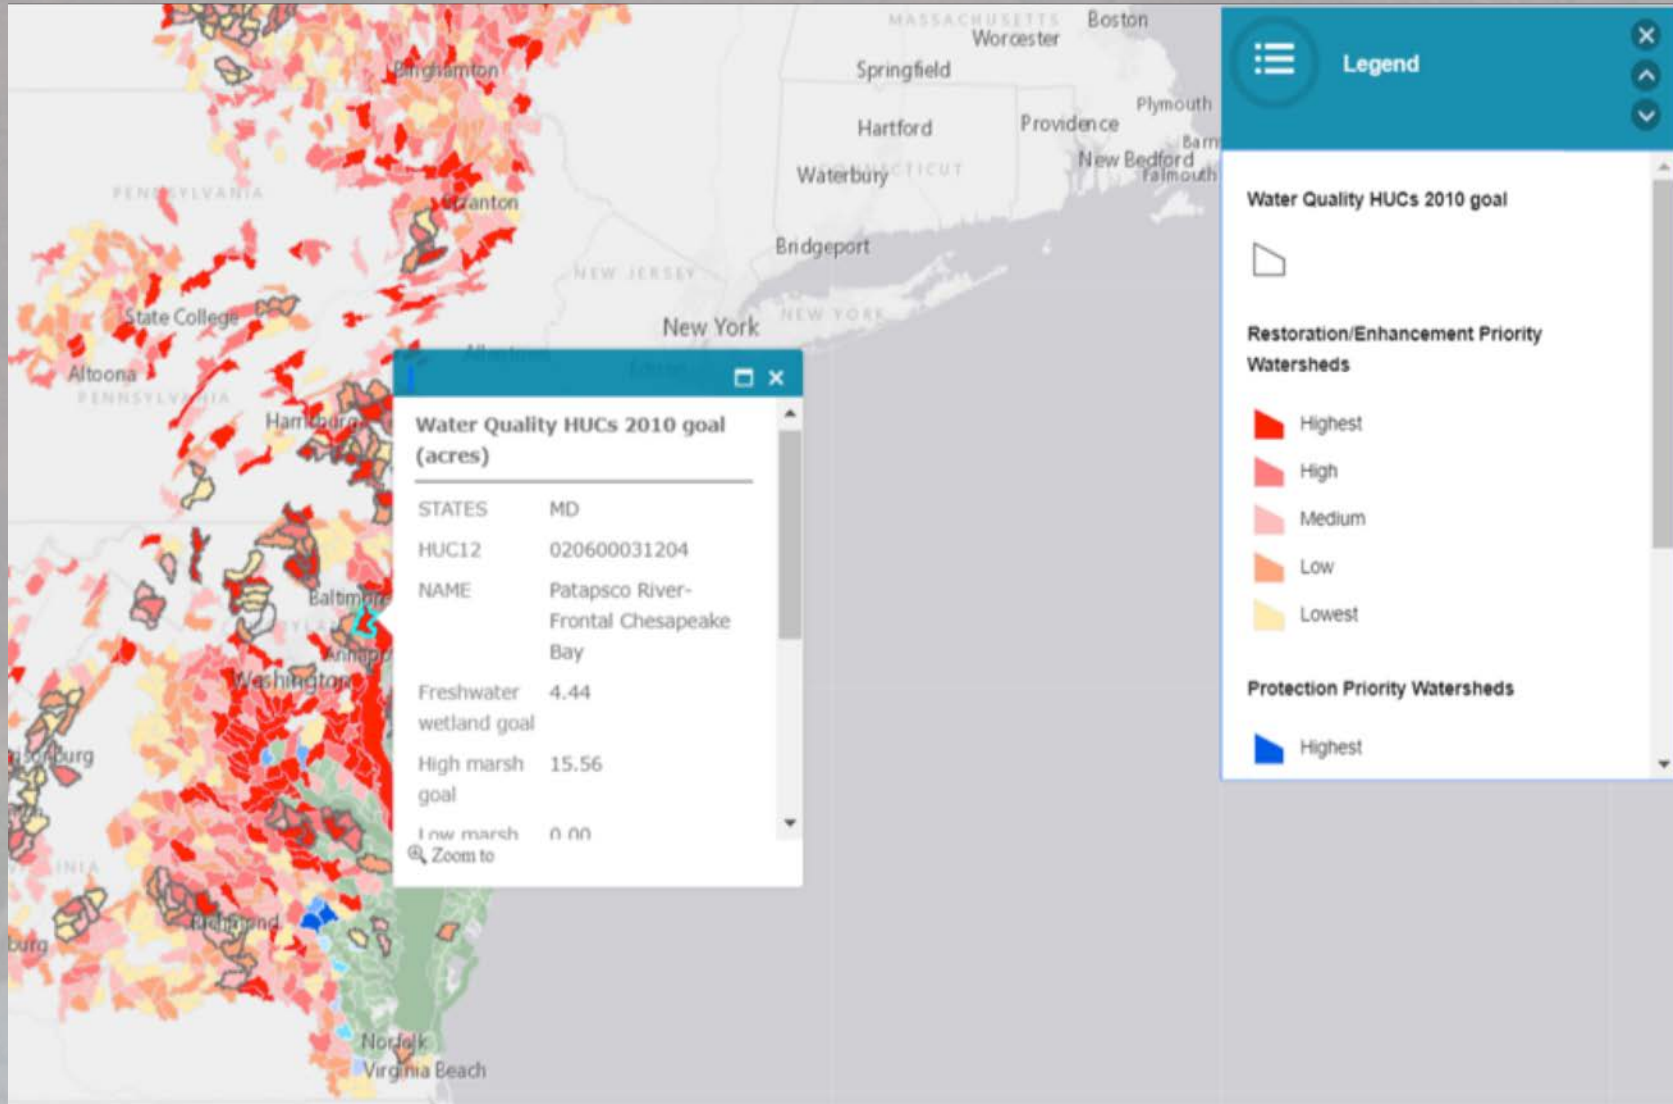 MASSACHUSETTS
Boston
Worcester
Binghamton
Springfield
Plymouth
Hartford
Providence
New Bedford
Falmouth
Waterbury
CONNECTICUT
PENNSYLVANIA
Scranton
Bridgeport
NEW JERSEY
State College
New York
NEW YORK
Allentown
Altoona
PENNSYLVANIA
Harrisburg
Baltimore
Washington
Richmond
burg
Norfolk
Virginia Beach
Water Quality HUCs 2010 goal
(acres)
STATES MD
HUC12 020600031204
NAME Patapsco River-
Frontal Chesapeake
Bay
Freshwater 4.44
wetland goal
High marsh 15.56
goal
Low marsh 0.00
Zoom to
Legend
Water Quality HUCs 2010 goal
Restoration/Enhancement Priority
Watersheds
Highest
High
Medium
Low
Lowest
Protection Priority Watersheds
Highest